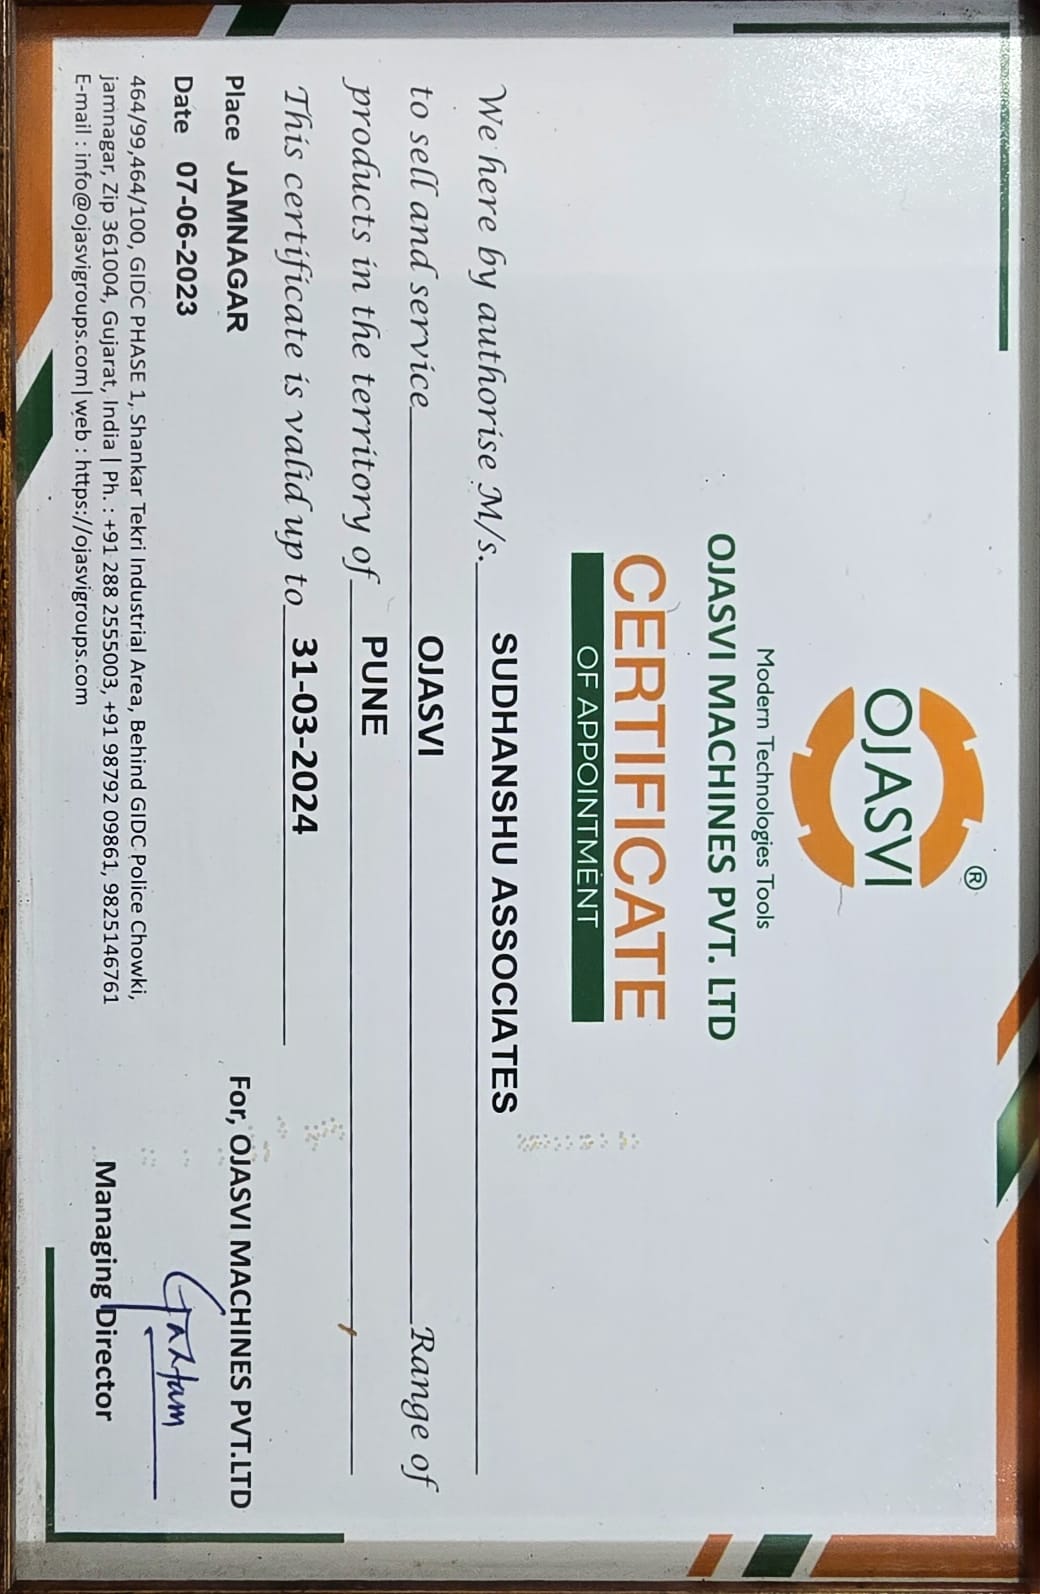 OJASVI ®
Modern Technologies Tools
OJASVI MACHINES PVT. LTD
CERTIFICATE
OF APPOINTMENT
We here by authorise M/s. SUDHANSHU ASSOCIATES
to sell and service OJASVI Range of
products in the territory of PUNE
This certificate is valid up to 31-03-2024
Place JAMNAGAR
For, OJASVI MACHINES PVT.LTD
Date 07-06-2023
Gautam
464/99,464/100, GIDC PHASE 1, Shankar Tekri Industrial Area, Behind GIDC Police Chowki,
jamnagar, Zip 361004, Gujarat, India | Ph. : +91 288 2555003, +91 98792 09861, 9825146761
E-mail : info@ojasvigroups.com|web : https://ojasvigroups.com
Managing Director